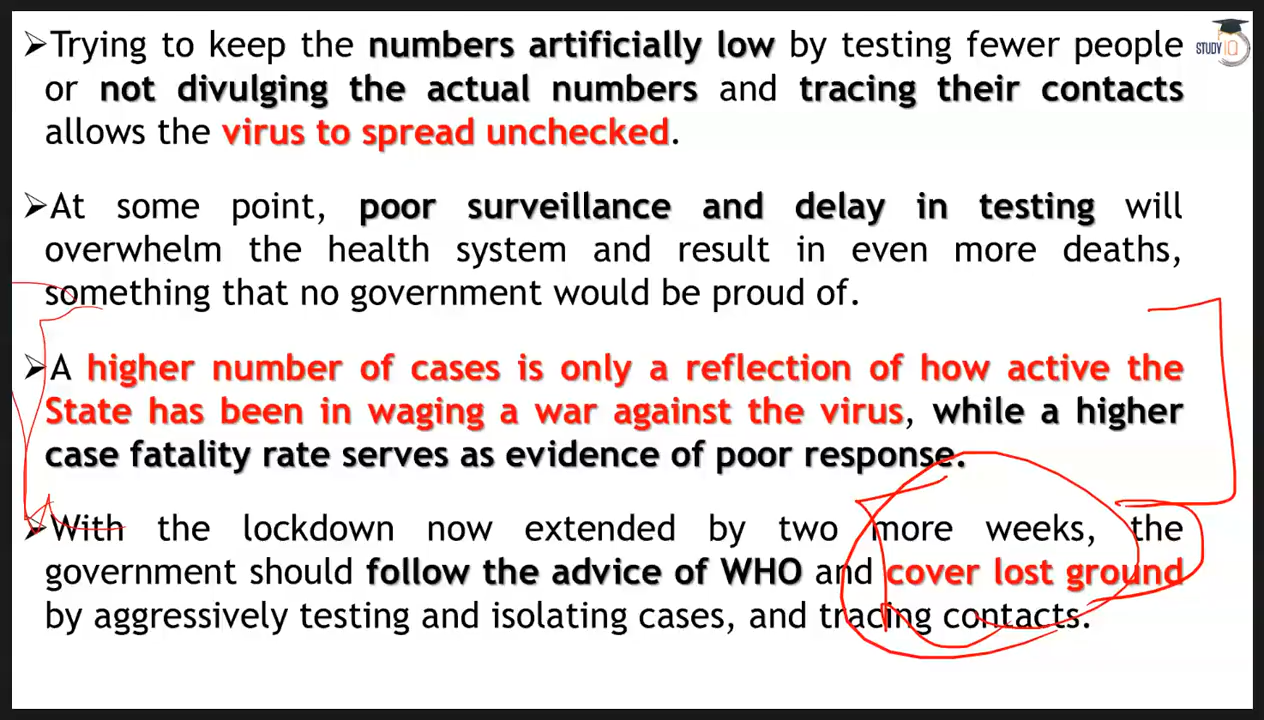 ➢Trying to keep the numbers artificially low by testing fewer people
or not divulging the actual numbers and tracing their contacts
allows the virus to spread unchecked.
➢At some point, poor surveillance and delay in testing will
overwhelm the health system and result in even more deaths,
something that no government would be proud of.
➢A higher number of cases is only a reflection of how active the
State has been in waging a war against the virus, while a higher
case fatality rate serves as evidence of poor response.
➢With the lockdown now extended by two more weeks, the
government should follow the advice of WHO and cover lost ground
by aggressively testing and isolating cases, and tracing contacts.
STUDY IQ